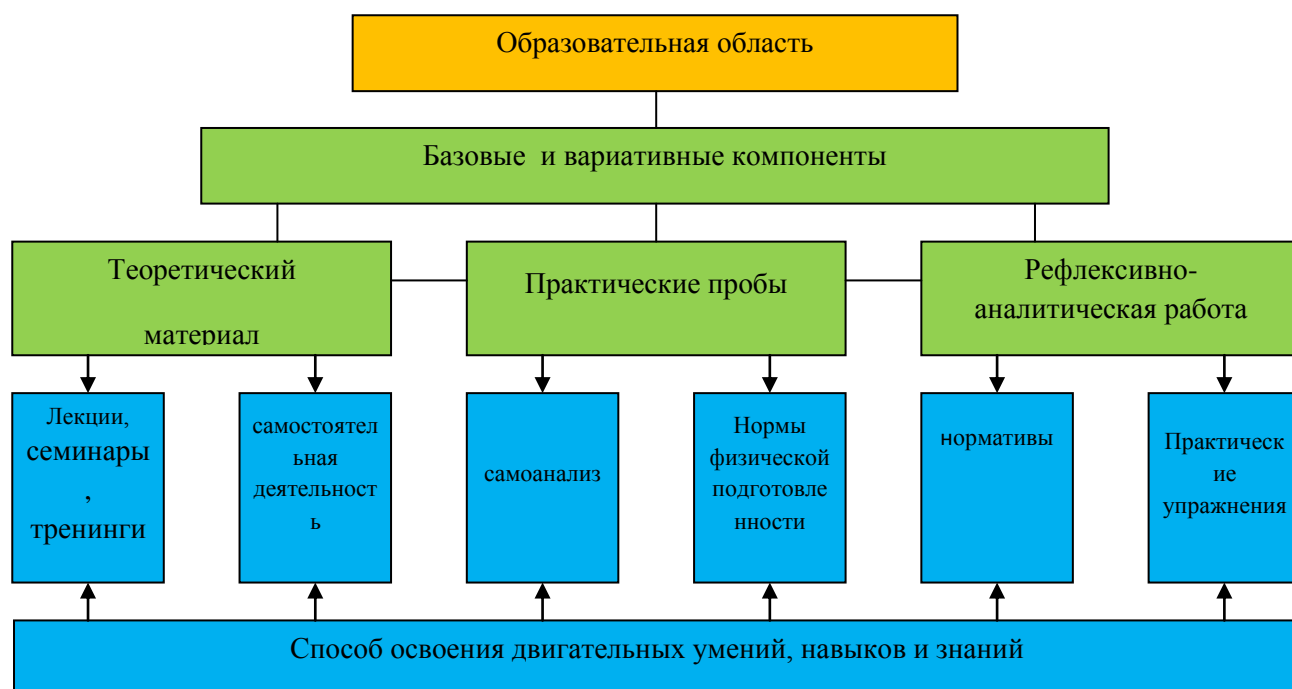 Образовательная область
Базовые и вариативные компоненты
Теоретический
материал
Практические пробы
Рефлексивно-
аналитическая работа
Лекции,
семинары
,
тренинги
самостоятел
ьная
деятельност
ь
самоанализ
Нормы
физической
подготовле
нности
нормативы
Практическ
ие
упражнения
Способ освоения двигательных умений, навыков и знаний